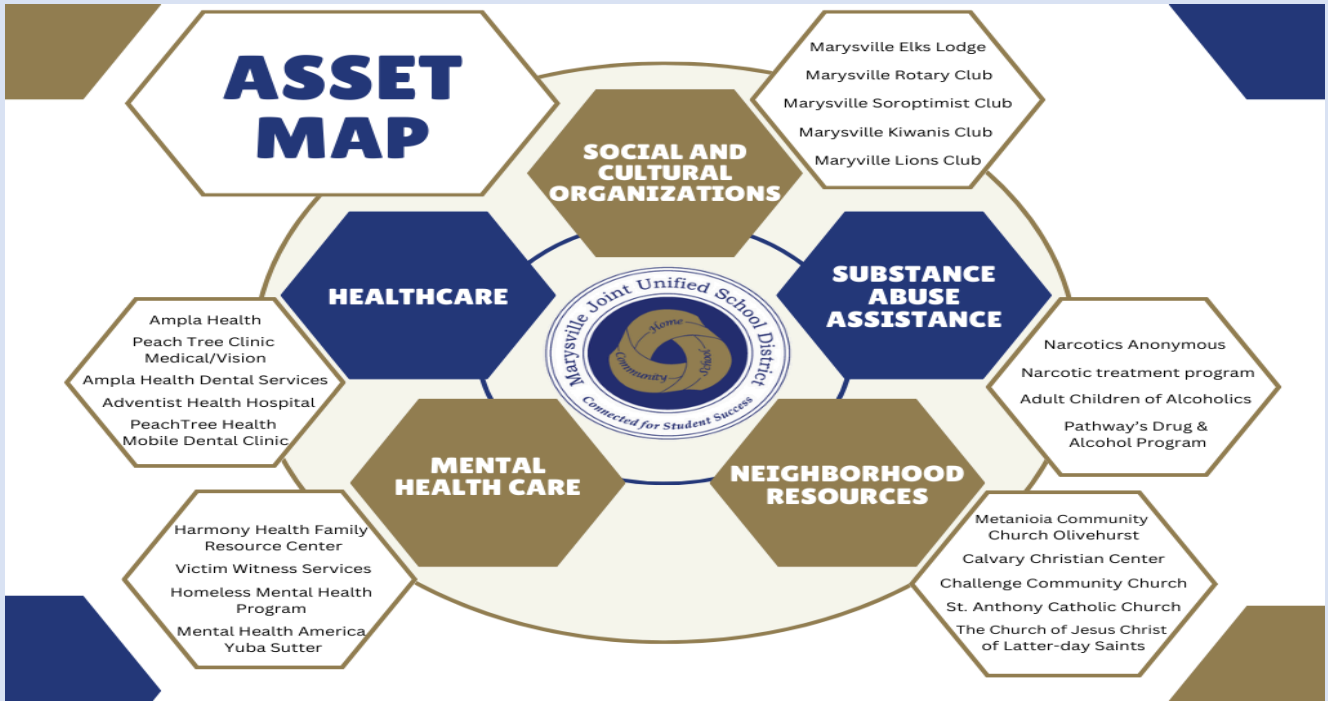 ASSET
MAP
SOCIAL AND
CULTURAL
ORGANIZATIONS
Marysville Elks Lodge
Marysville Rotary Club
Marysville Soroptimist Club
Marysville Kiwanis Club
Maryville Lions Club
HEALTHCARE
Ampla Health
Peach Tree Clinic
Medical/Vision
Ampla Health Dental Services
Adventist Health Hospital
PeachTree Health
Mobile Dental Clinic
SUBSTANCE
ABUSE
ASSISTANCE
Narcotics Anonymous
Narcotic treatment program
Adult Children of Alcoholics
Pathway’s Drug &
Alcohol Program
Marysville Joint Unified School District
Home
School
Community
Connected for Student Success
MENTAL
HEALTH CARE
Harmony Health Family
Resource Center
Victim Witness Services
Homeless Mental Health
Program
Mental Health America
Yuba Sutter
NEIGHBORHOOD
RESOURCES
Metanioia Community
Church Olivehurst
Calvary Christian Center
Challenge Community Church
St. Anthony Catholic Church
The Church of Jesus Christ
of Latter-day Saints